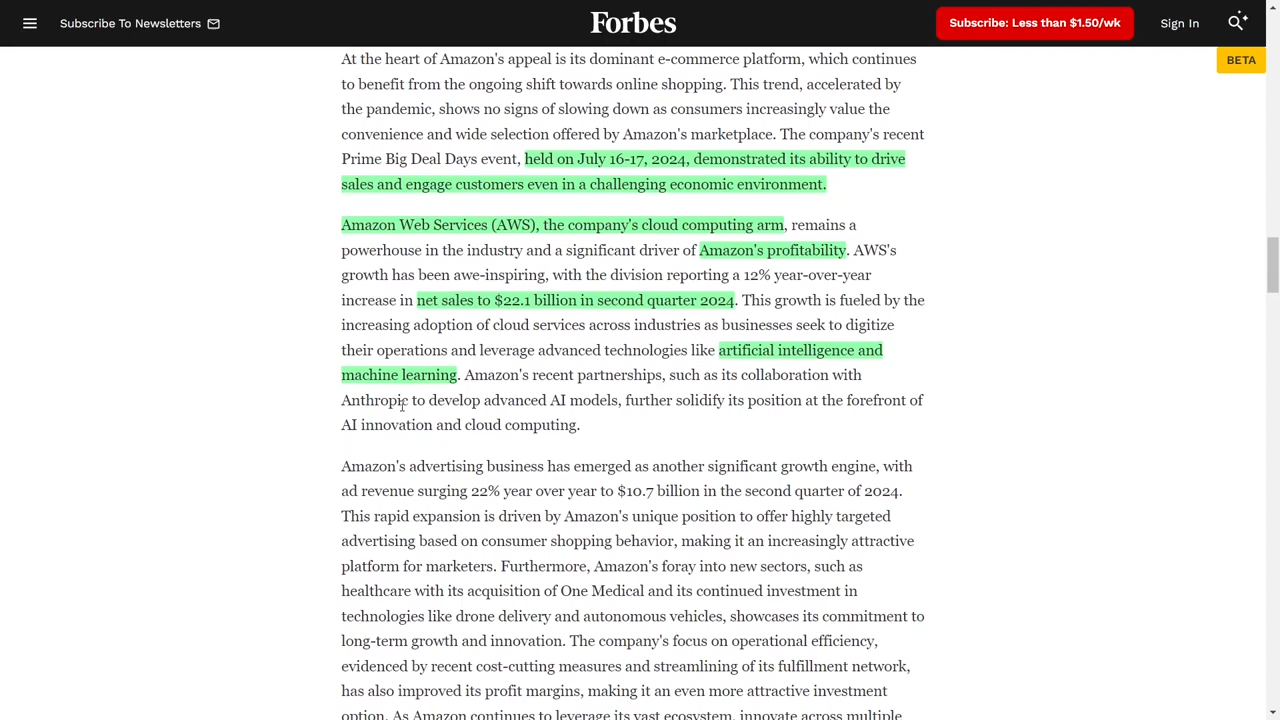 Subscribe To Newsletters
Forbes
Subscribe: Less than $1.50/wk
Sign In
BETA
At the heart of Amazon's appeal is its dominant e-commerce platform, which continues
to benefit from the ongoing shift towards online shopping. This trend, accelerated by
the pandemic, shows no signs of slowing down as consumers increasingly value the
convenience and wide selection offered by Amazon's marketplace. The company's recent
Prime Big Deal Days event, held on July 16-17, 2024, demonstrated its ability to drive
sales and engage customers even in a challenging economic environment.
Amazon Web Services (AWS), the company's cloud computing arm, remains a
powerhouse in the industry and a significant driver of Amazon's profitability. AWS's
growth has been awe-inspiring, with the division reporting a 12% year-over-year
increase in net sales to $22.1 billion in second quarter 2024. This growth is fueled by the
increasing adoption of cloud services across industries as businesses seek to digitize
their operations and leverage advanced technologies like artificial intelligence and
machine learning. Amazon's recent partnerships, such as its collaboration with
Anthropic to develop advanced AI models, further solidify its position at the forefront of
AI innovation and cloud computing.
Amazon's advertising business has emerged as another significant growth engine, with
ad revenue surging 22% year over year to $10.7 billion in the second quarter of 2024.
This rapid expansion is driven by Amazon's unique position to offer highly targeted
advertising based on consumer shopping behavior, making it an increasingly attractive
platform for marketers. Furthermore, Amazon's foray into new sectors, such as
healthcare with its acquisition of One Medical and its continued investment in
technologies like drone delivery and autonomous vehicles, showcases its commitment to
long-term growth and innovation. The company's focus on operational efficiency,
evidenced by recent cost-cutting measures and streamlining of its fulfillment network,
has also improved its profit margins, making it an even more attractive investment
option. As Amazon continues to leverage its vast ecosystem, innovate across multiple